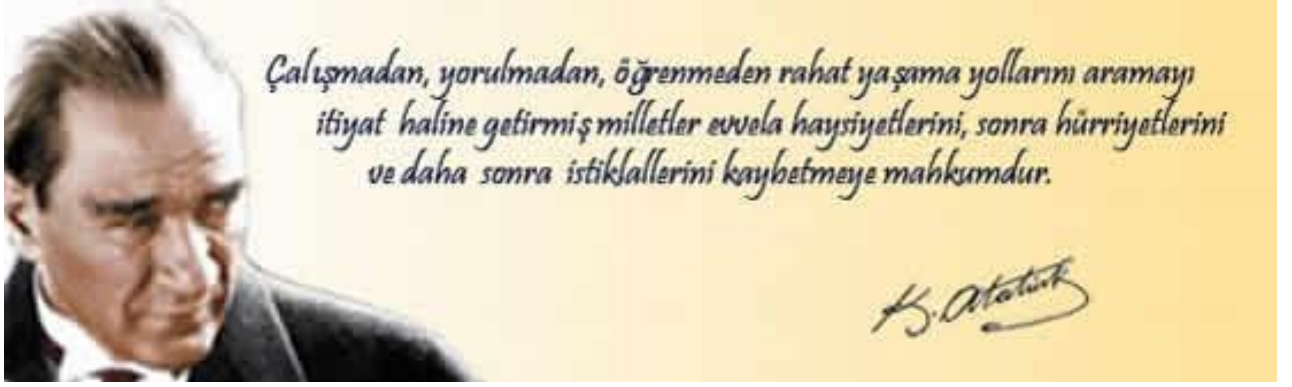 Çalışmadan, yorulmadan, öğrenmeden rahat yaşama yollarını aramayı
itiyat haline getirmiş milletler evvela haysiyetlerini, sonra hürriyetlerini
ve daha sonra istiklallerini kaybetmeye mahkumdur.
K. Atatürk